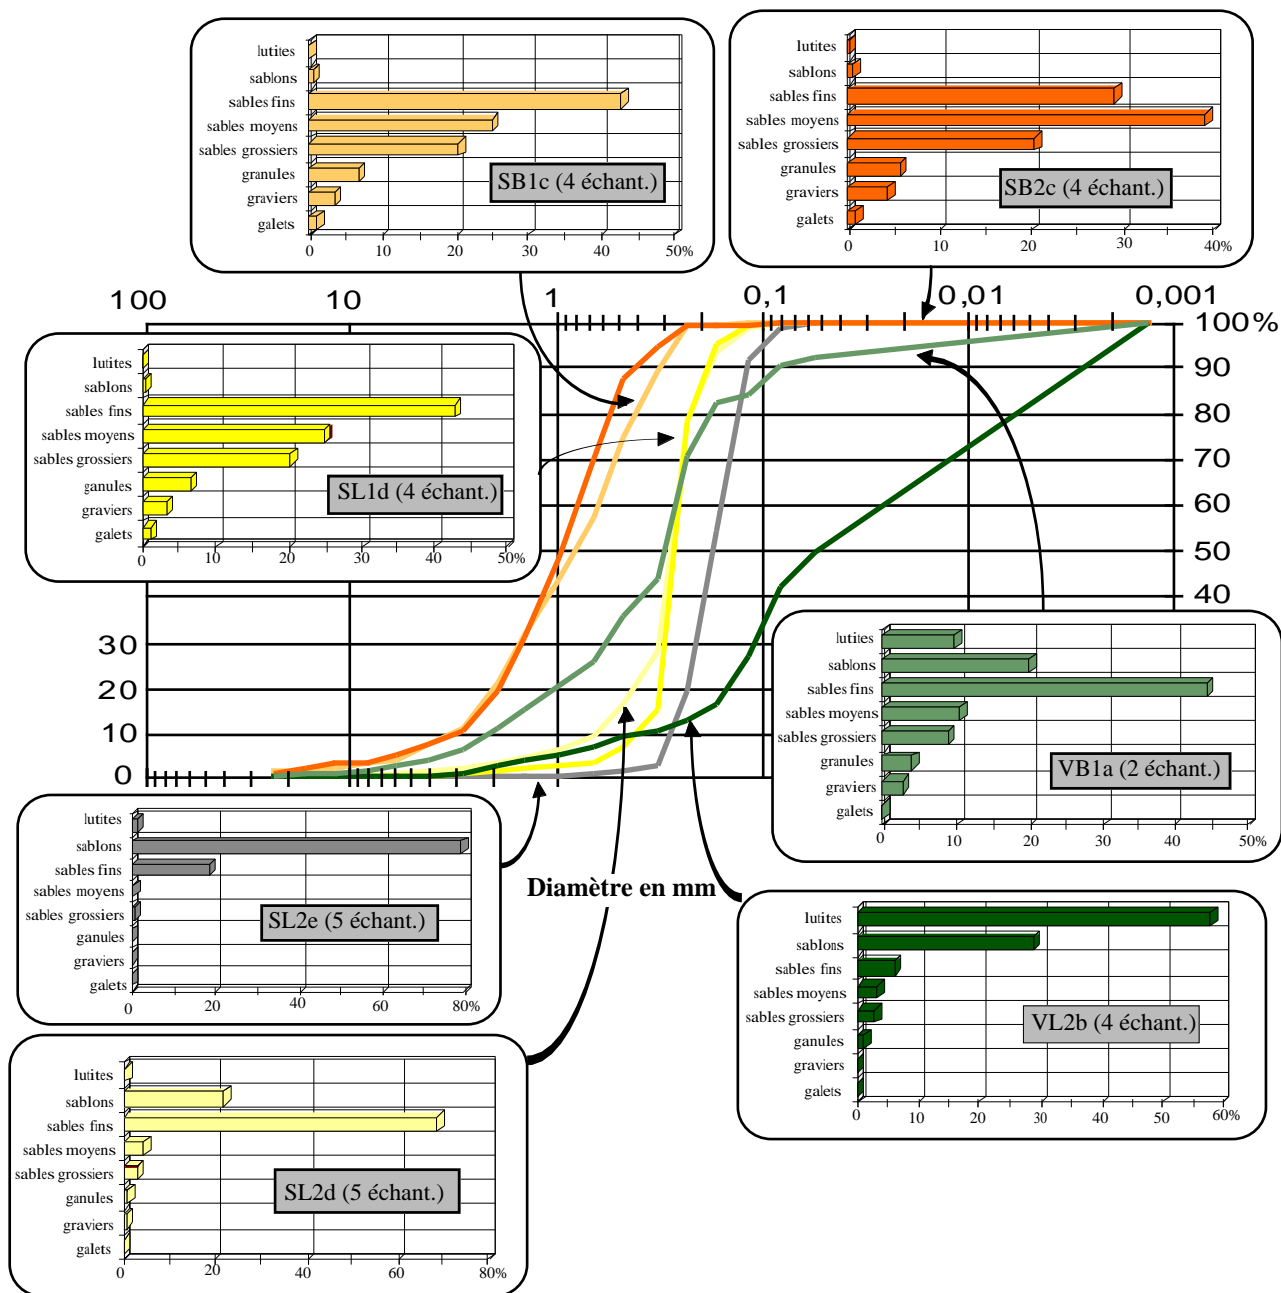 lutites
sablons
sables fins
sables moyens
sables grossiers
granules
graviers
galets
SB1c (4 échant.)
0 10 20 30 40 50%
lutites
sablons
sables fins
sables moyens
sables grossiers
granules
graviers
galets
SB2c (4 échant.)
0 10 20 30 40%
100 10 1 0,1 0,01 0,001
100%
90
80
70
60
50
40
30
20
10
0
lutites
sablons
sables fins
sables moyens
sables grossiers
ganules
graviers
galets
SL1d (4 échant.)
0 10 20 30 40 50%
lutites
sablons
sables fins
sables moyens
sables grossiers
granules
graviers
galets
VB1a (2 échant.)
0 10 20 30 40 50%
lutites
sablons
sables fins
sables moyens
sables grossiers
ganules
graviers
galets
SL2e (5 échant.)
0 20 40 60 80%
Diamètre en mm
lutites
sablons
sables fins
sables moyens
sables grossiers
ganules
graviers
galets
VL2b (4 échant.)
0 10 20 30 40 50 60%
lutites
sablons
sables fins
sables moyens
sables grossiers
ganules
graviers
galets
SL2d (5 échant.)
0 20 40 60 80%